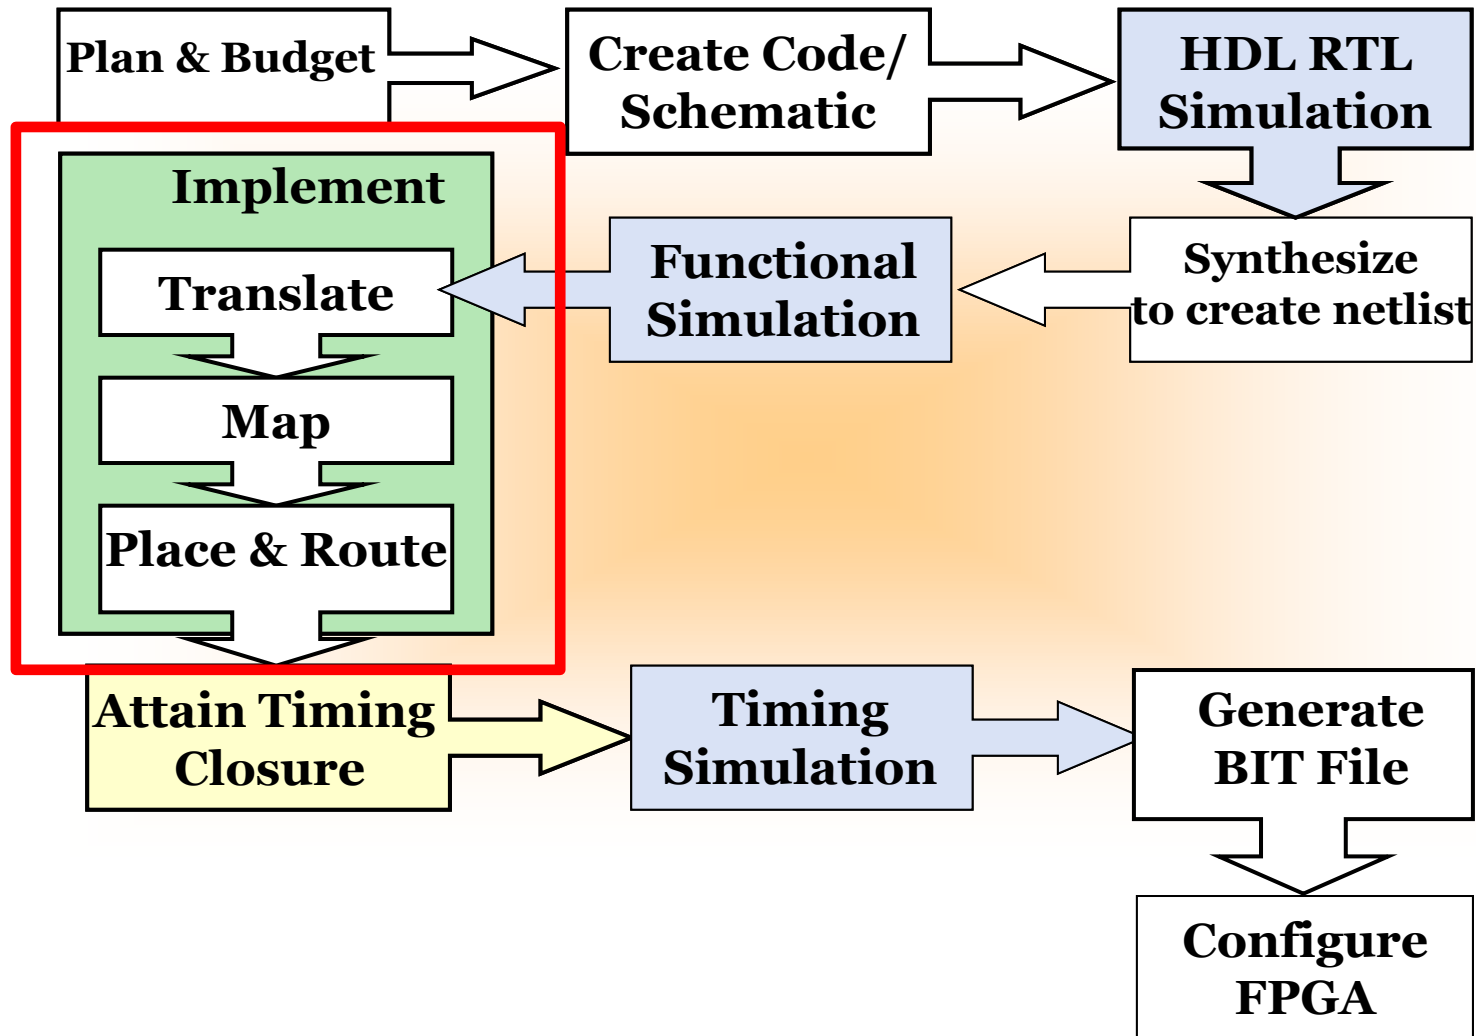 Plan & Budget
Create Code/
Schematic
HDL RTL
Simulation
Synthesize
to create netlist
Functional
Simulation
Implement
Translate
Map
Place & Route
Attain Timing
Closure
Timing
Simulation
Generate
BIT File
Configure
FPGA